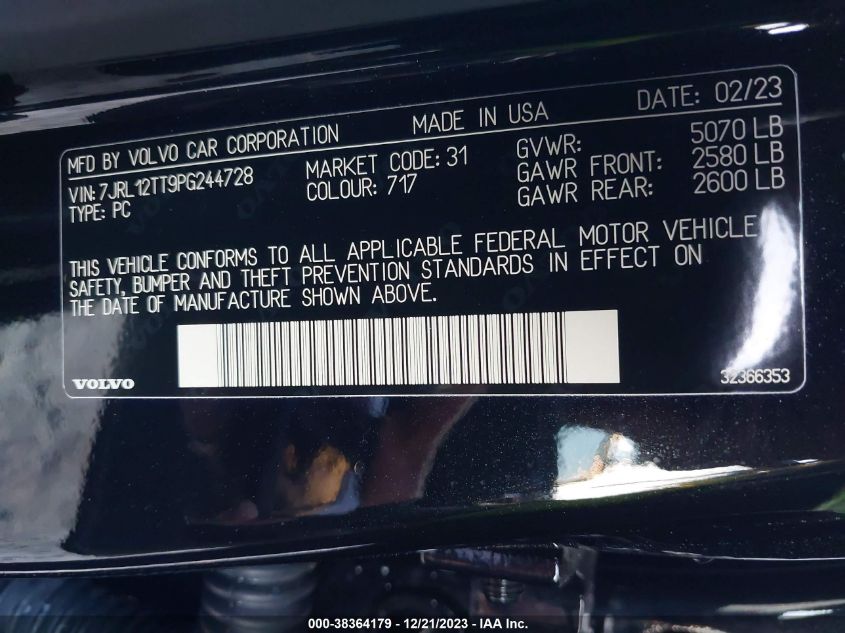 MFD BY VOLVO CAR CORPORATION MADE IN USA DATE: 02/23
VIN: 7JRL12TT9PG244728 MARKET CODE: 31 GVWR: 5070 LB
TYPE: PC COLOUR: 717 GAWR FRONT: 2580 LB
GAWR REAR: 2600 LB
THIS VEHICLE CONFORMS TO ALL APPLICABLE FEDERAL MOTOR VEHICLE
SAFETY, BUMPER AND THEFT PREVENTION STANDARDS IN EFFECT ON
THE DATE OF MANUFACTURE SHOWN ABOVE.
VOLVO 32366353
000-38364179 - 12/21/2023 - IAA Inc.